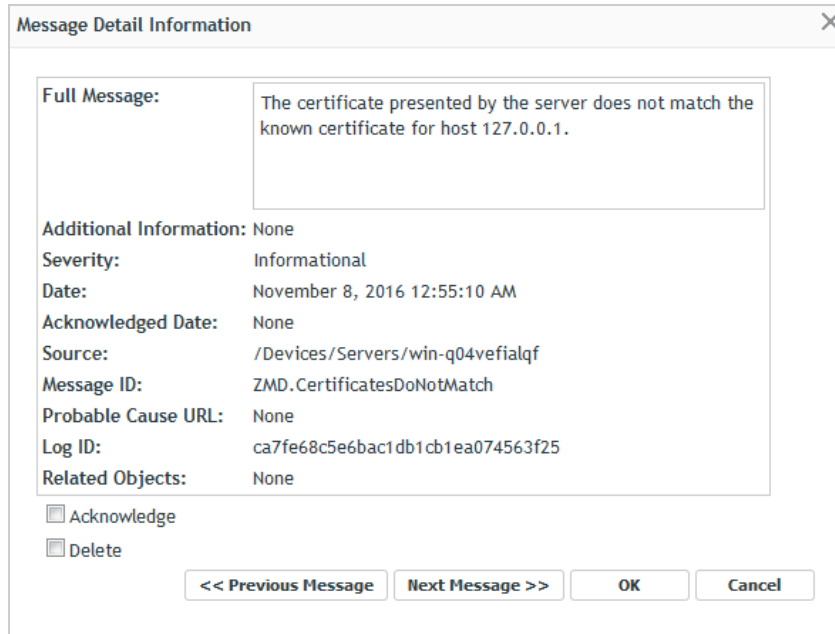 Message Detail Information
Full Message:
The certificate presented by the server does not match the
known certificate for host 127.0.0.1.
Additional Information: None
Severity: Informational
Date: November 8, 2016 12:55:10 AM
Acknowledged Date: None
Source: /Devices/Servers/win-q04vefialqf
Message ID: ZMD.CertificatesDoNotMatch
Probable Cause URL: None
Log ID: ca7fe68c5e6bac1db1cb1ea074563f25
Related Objects: None
Acknowledge
Delete
<< Previous Message Next Message >> OK Cancel